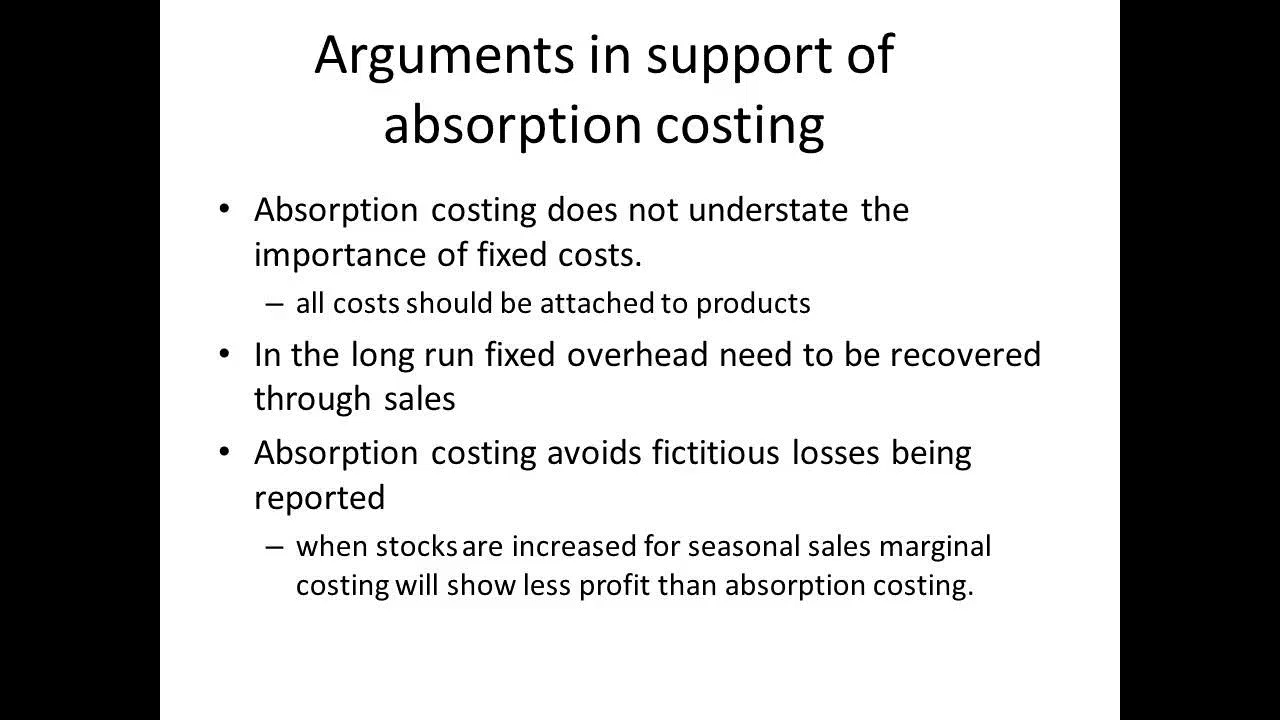 Arguments in support of
absorption costing
• Absorption costing does not understate the
importance of fixed costs.
– all costs should be attached to products
• In the long run fixed overhead need to be recovered
through sales
• Absorption costing avoids fictitious losses being
reported
– when stocks are increased for seasonal sales marginal
costing will show less profit than absorption costing.